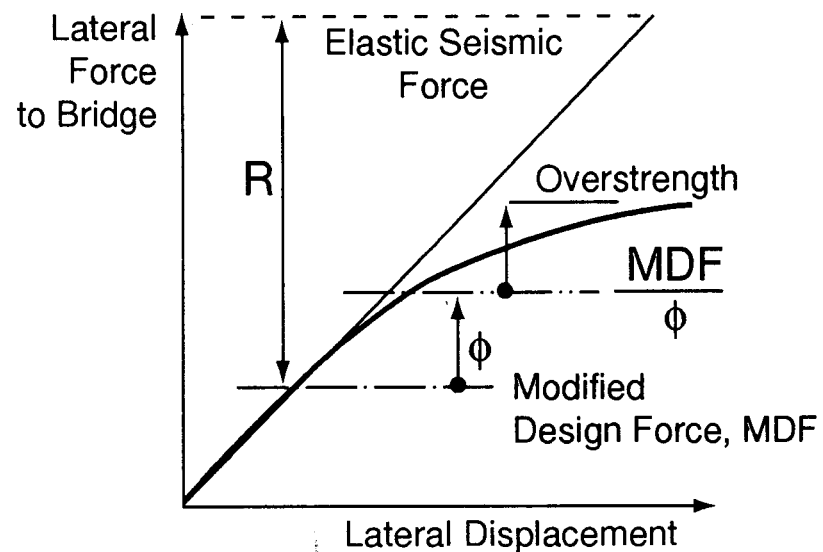 Lateral
Force
to Bridge
Elastic Seismic
Force
R
Overstrength
MDF
ϕ
ϕ
Modified
Design Force, MDF
Lateral Displacement